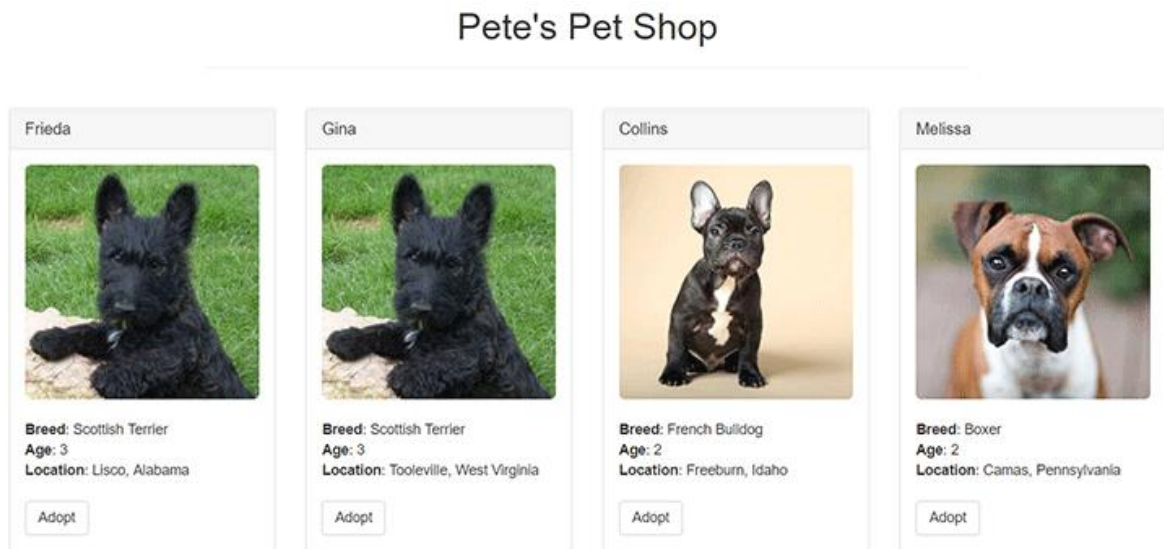 Pete's Pet Shop
Frieda
Breed: Scottish Terrier
Age: 3
Location: Lisco, Alabama
Adopt
Gina
Breed: Scottish Terrier
Age: 3
Location: Tooleville, West Virginia
Adopt
Collins
Breed: French Bulldog
Age: 2
Location: Freeburn, Idaho
Adopt
Melissa
Breed: Boxer
Age: 2
Location: Camas, Pennsylvania
Adopt